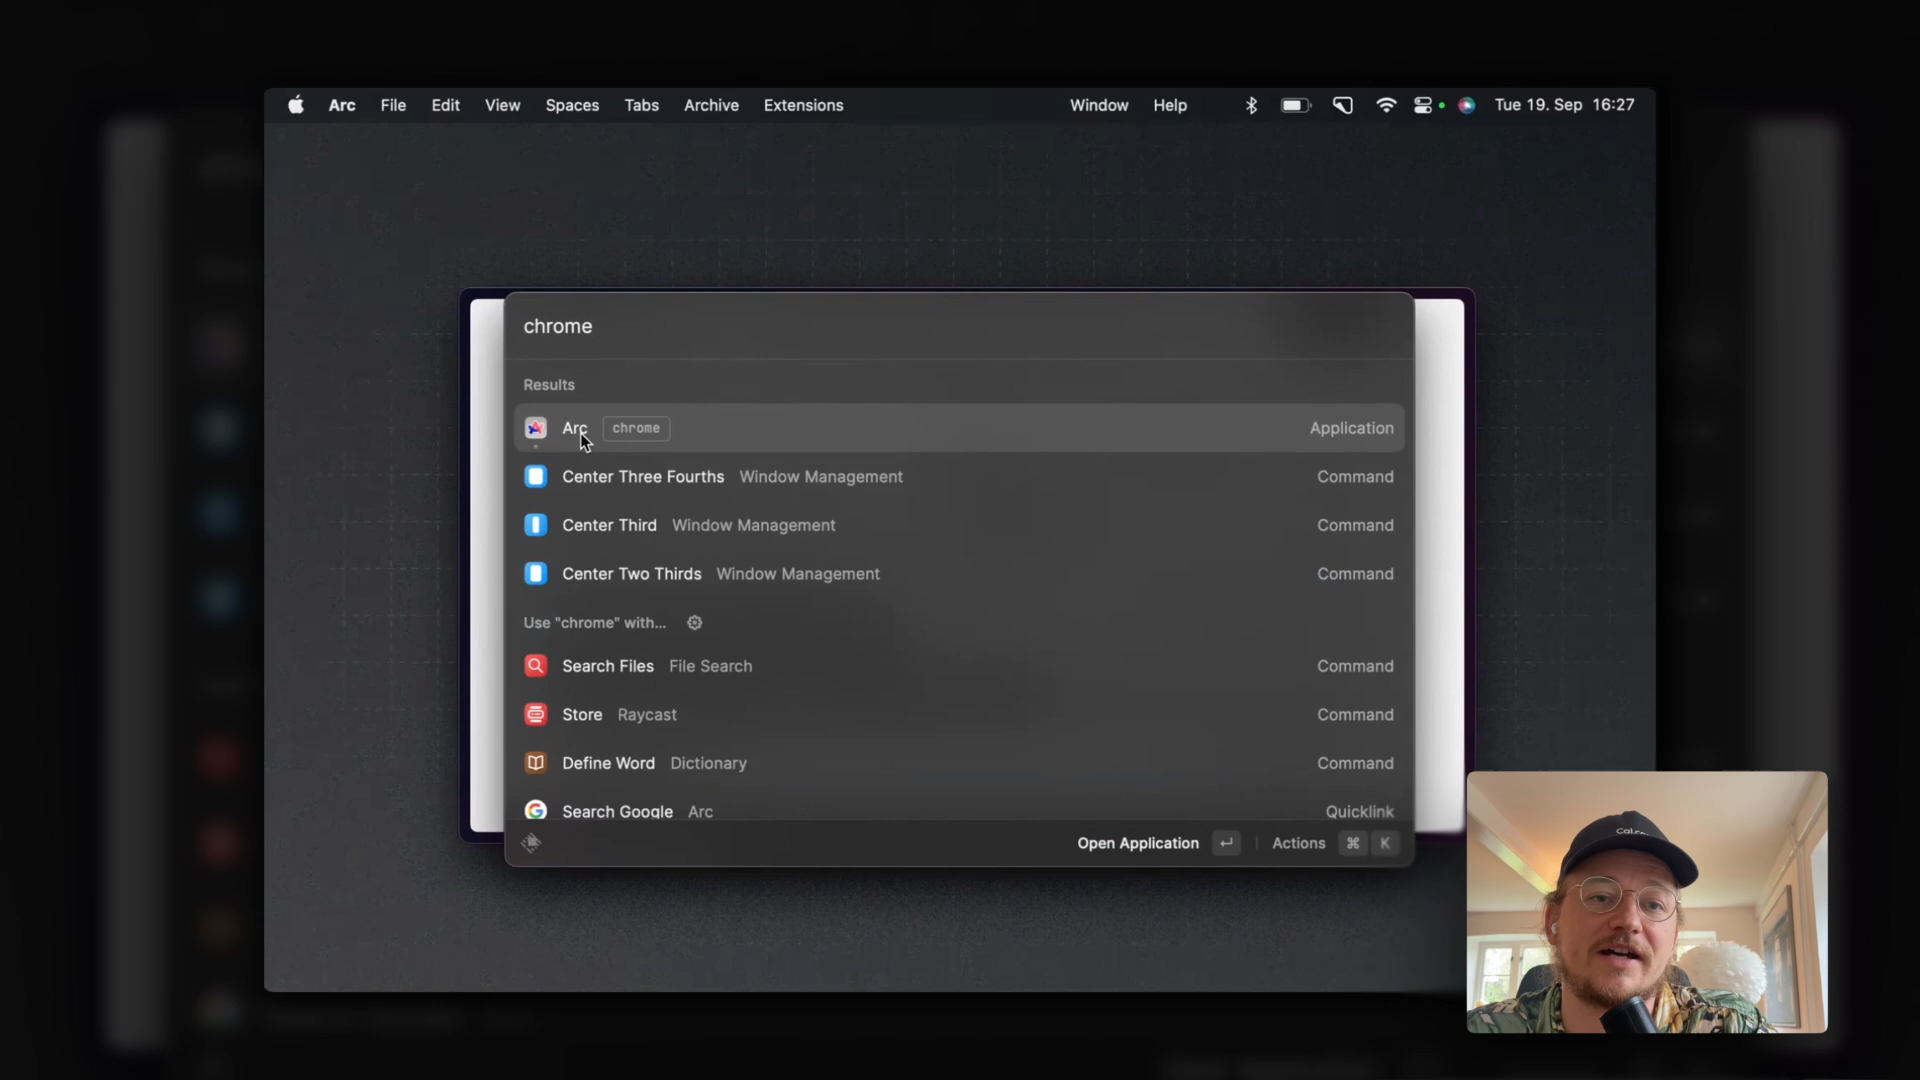 Arc File Edit View Spaces Tabs Archive Extensions Window Help Tue 19. Sep 16:27
chrome
Results
Arc chrome Application
Center Three Fourths Window Management Command
Center Third Window Management Command
Center Two Thirds Window Management Command
Use "chrome" with...
Search Files File Search Command
Store Raycast Command
Define Word Dictionary Command
Search Google Arc Quicklink
Open Application ↵ Actions ⌘ K